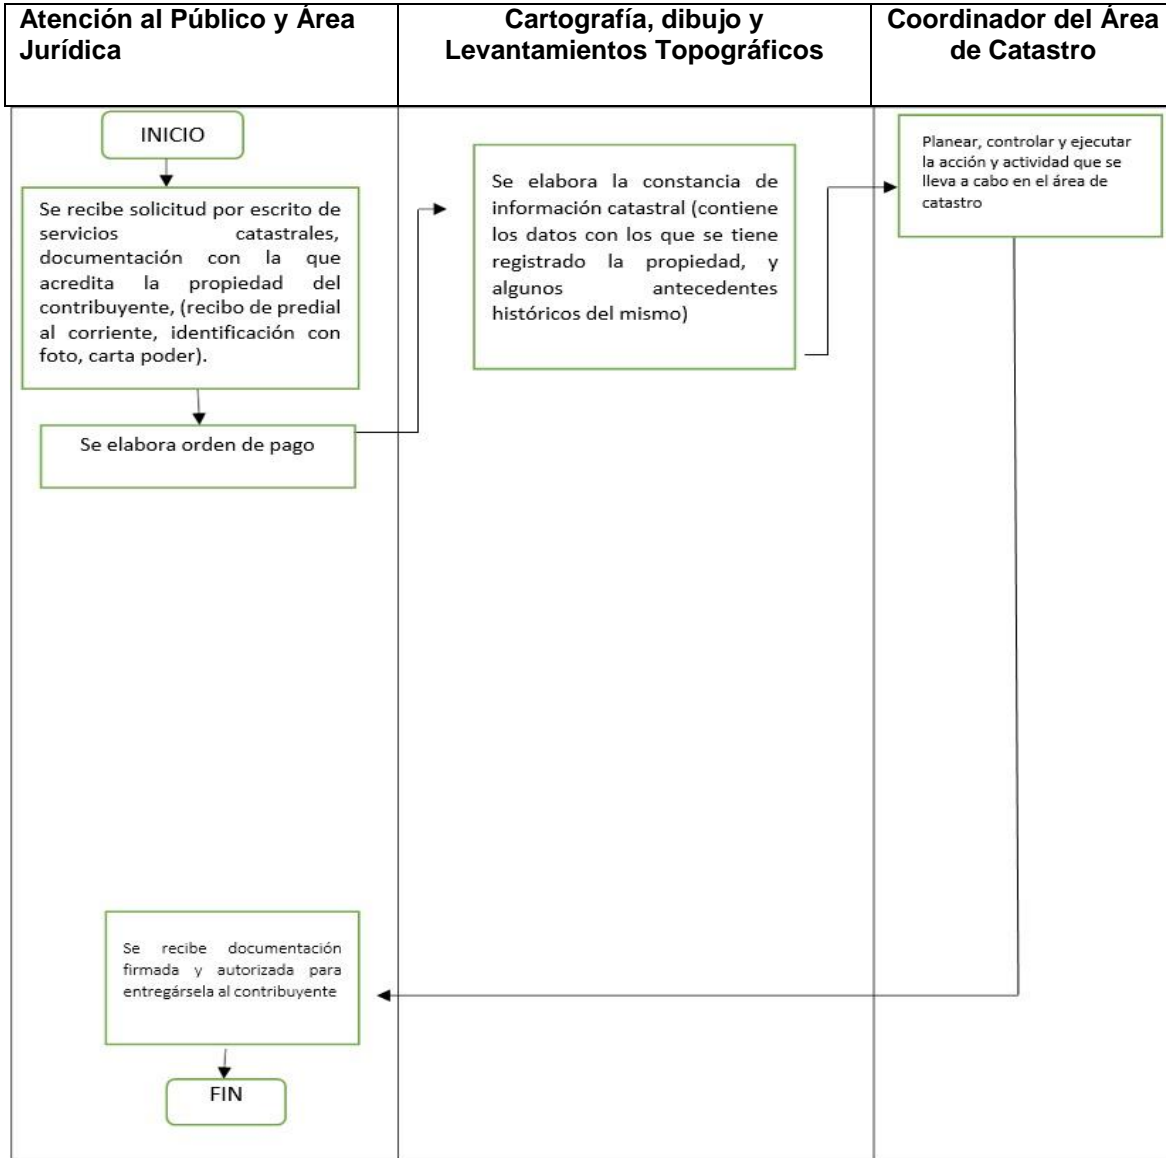 Atención al Público y Área
Jurídica
Cartografía, dibujo y
Levantamientos Topográficos
Coordinador del Área
de Catastro
INICIO
Se recibe solicitud por escrito de
servicios catastrales,
documentación con la que
acredita la propiedad del
contribuyente, (recibo de predial
al corriente, identificación con
foto, carta poder).
Se elabora orden de pago
Se elabora la constancia de
información catastral (contiene
los datos con los que se tiene
registrado la propiedad, y
algunos antecedentes
históricos del mismo)
Planear, controlar y ejecutar
la acción y actividad que se
lleva a cabo en el área de
catastro
Se recibe documentación
firmada y autorizada para
entregársela al contribuyente
FIN